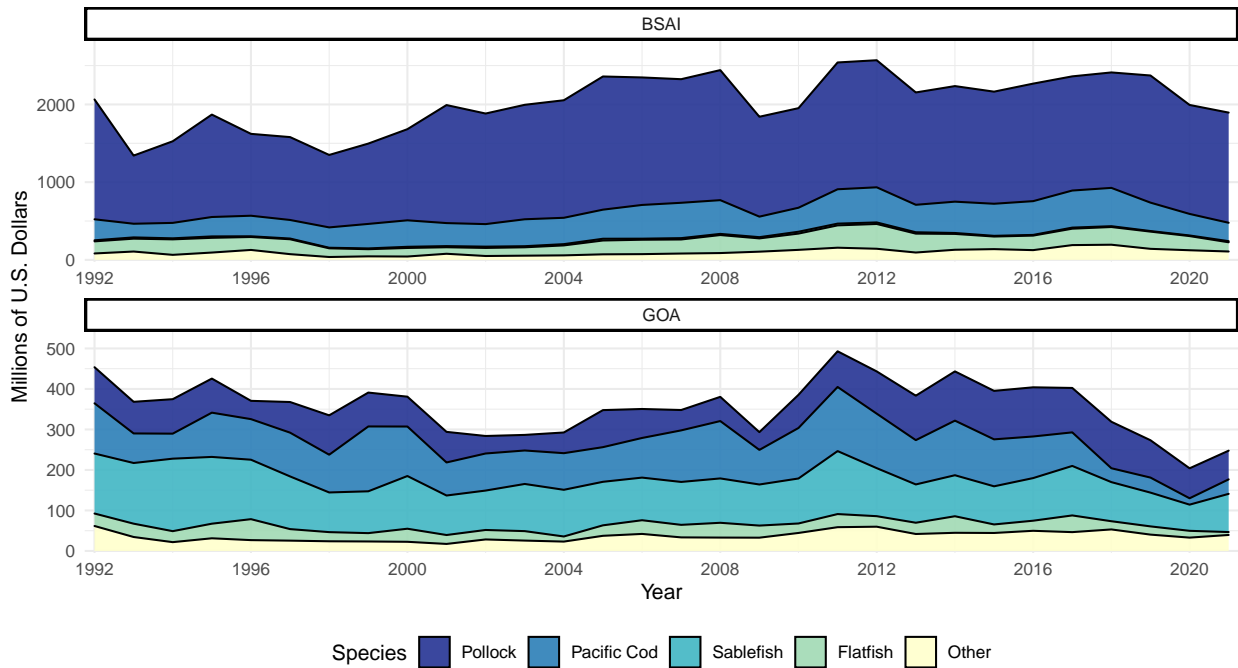 BSAI
2000
1000
0
1992 1996 2000 2004 2008 2012 2016 2020
Millions of U.S. Dollars
GOA
500
400
300
200
100
0
1992 1996 2000 2004 2008 2012 2016 2020
Year
Species Pollock Pacific Cod Sablefish Flatfish Other